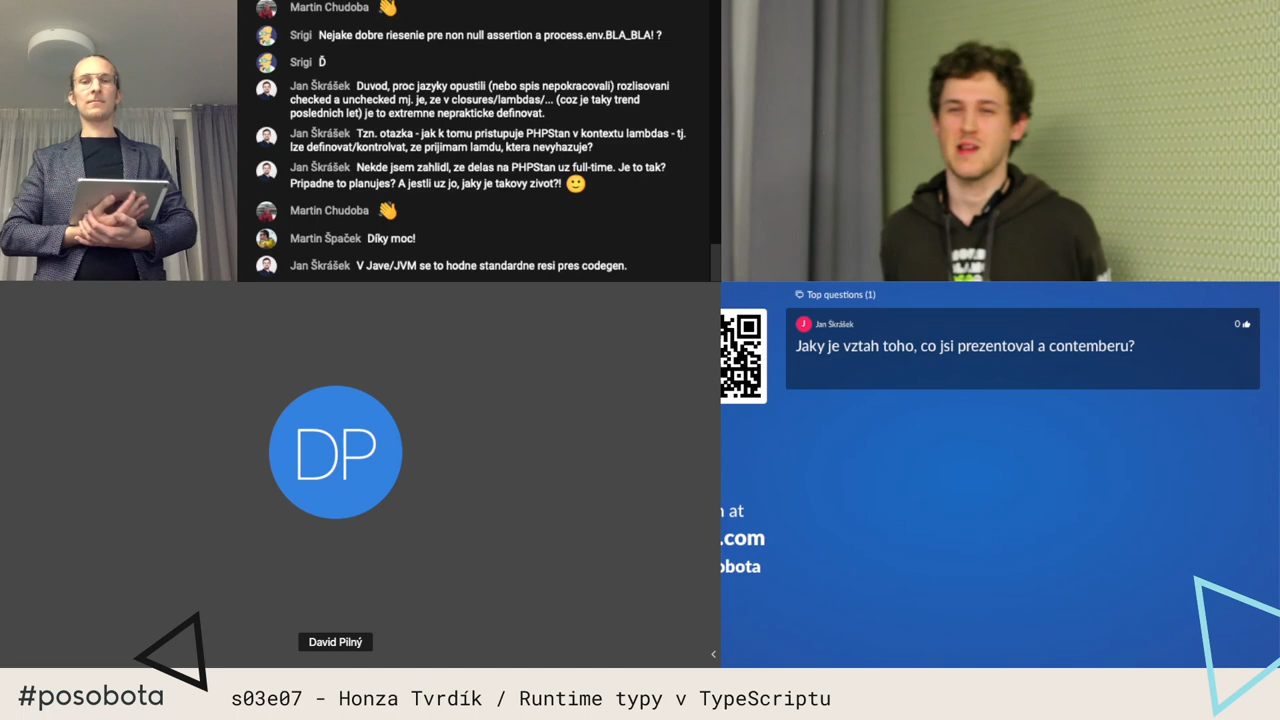 Martin Chudoba 👋
Srigi Nejake dobre riesenie pre non null assertion a process.env.BLA_BLA! ?
Srigi Ď
Jan Škrášek Duvod, proc jazyky opustili (nebo spis nepokracovali) rozlisovani
checked a unchecked mj. je, ze v closures/lambdas/... (coz je taky trend
poslednich let) je to extremne neprakticke definovat.
Jan Škrášek Tzn. otazka - jak k tomu pristupuje PHPStan v kontextu lambdas - tj.
lze definovat/kontrolvat, ze prijimam lamdu, ktera nevyhazuje?
Jan Škrášek Nekde jsem zahlidl, ze delas na PHPStan uz full-time. Je to tak?
Pripadne to planujes? A jestli uz jo, jaky je takovy zivot?! 🙂
Martin Chudoba 👋
Martin Špaček Díky moc!
Jan Škrášek V Jave/JVM se to hodne standardne resi pres codegen.
Top questions (1)
J Jan Škrášek 0
Jaky je vztah toho, co jsi prezentoval a contemberu?
at
.com
obota
DP
David Pilný
#posobota
s03e07 - Honza Tvrdík / Runtime typy v TypeScriptu